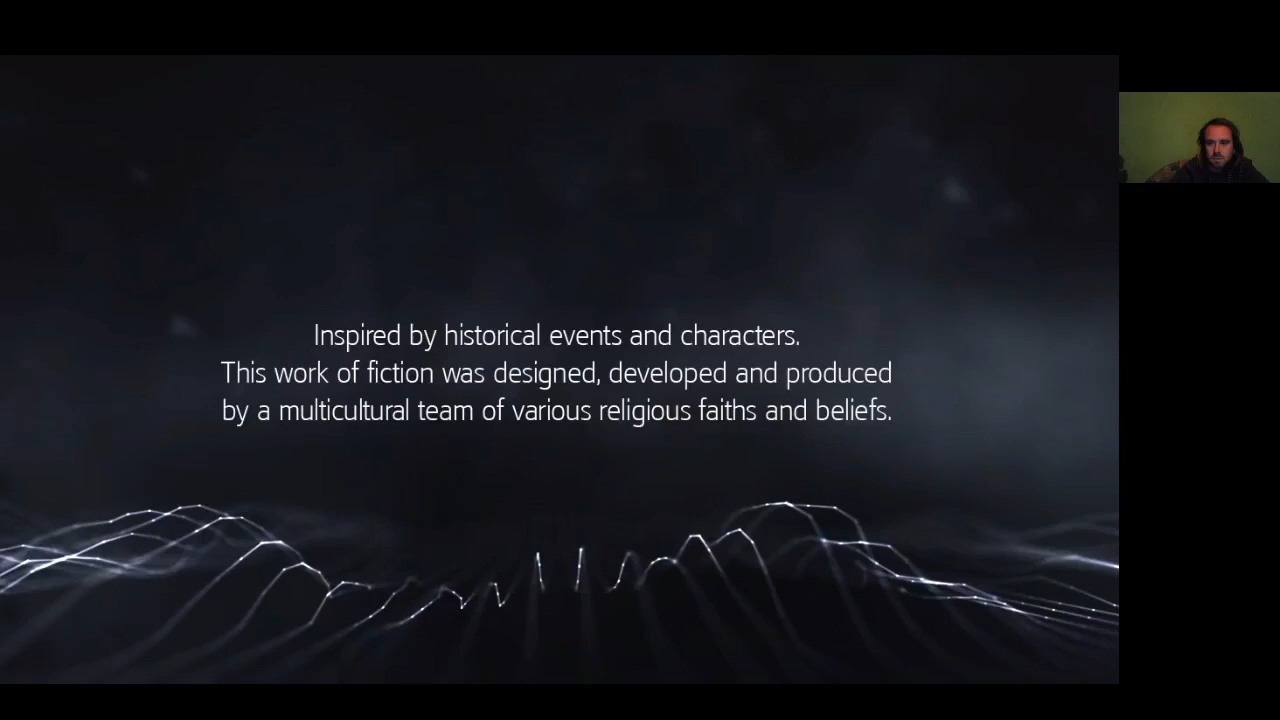 Inspired by historical events and characters.
This work of fiction was designed, developed and produced
by a multicultural team of various religious faiths and beliefs.